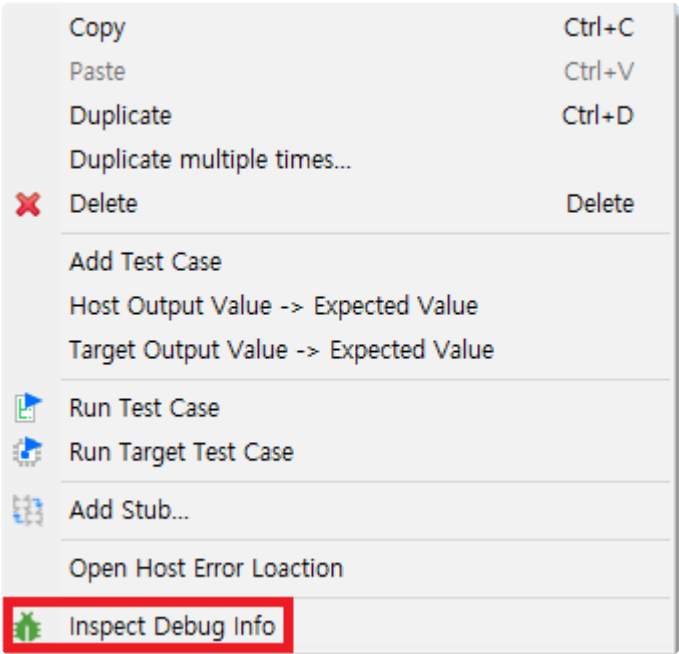 Copy Ctrl+C
Paste Ctrl+V
Duplicate Ctrl+D
Duplicate multiple times...
Delete Delete
Add Test Case
Host Output Value -> Expected Value
Target Output Value -> Expected Value
Run Test Case
Run Target Test Case
Add Stub...
Open Host Error Loaction
Inspect Debug Info